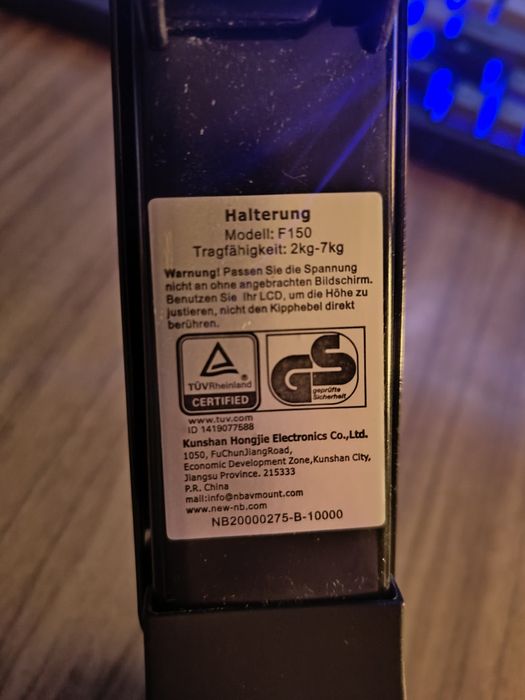 Halterung
Modell: F150
Tragfähigkeit: 2kg-7kg
Warnung! Passen Sie die Spannung
nicht an ohne angebrachten Bildschirm.
Benutzen Sie Ihr LCD, um die Höhe zu
justieren, nicht den Kipphebel direkt
berühren.
TÜVRheinland ®
CERTIFIED
GS
geprüfte
Sicherheit
www.tuv.com
ID 1419077588
Kunshan Hongjie Electronics Co.,Ltd.
1050, FuChunJiangRoad,
Economic Development Zone,Kunshan City,
Jiangsu Province. 215333
P.R. China
mail:info@nbavmount.com
www.new-nb.com
NB20000275-B-10000